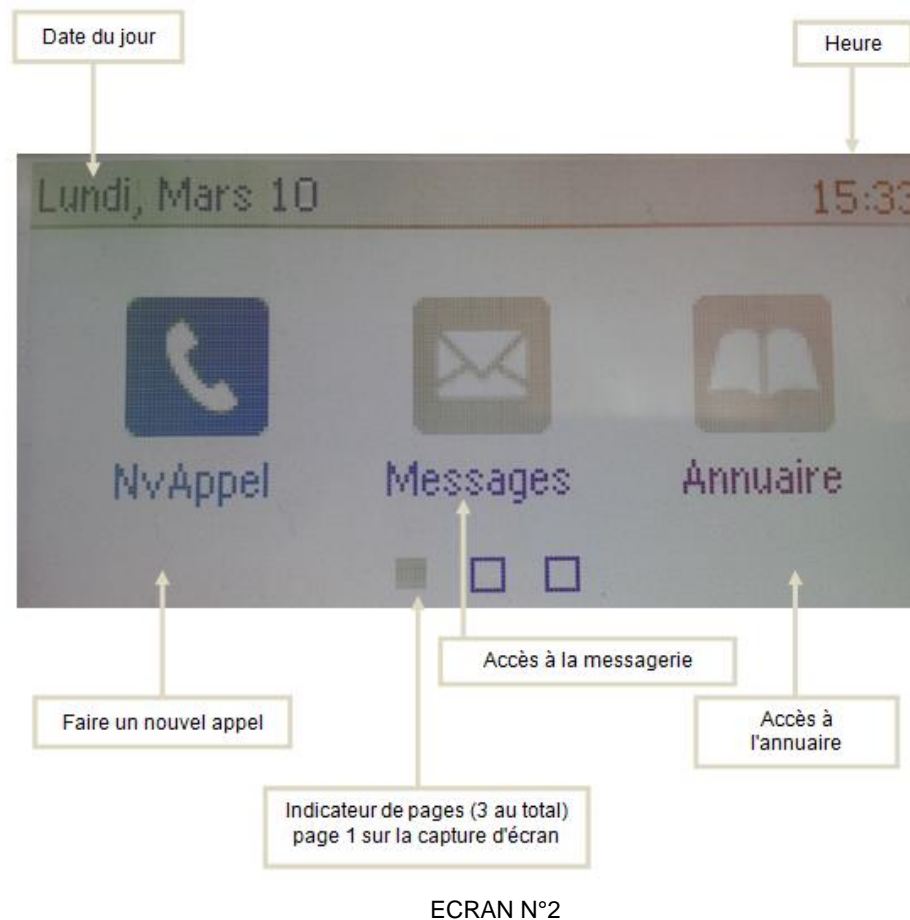 Date du jour
Heure
Lundi, Mars 10
15:33
NvAppel
Messages
Annuaire
Accès à la messagerie
Faire un nouvel appel
Accès à
l'annuaire
Indicateur de pages (3 au total)
page 1 sur la capture d'écran
ECRAN N°2